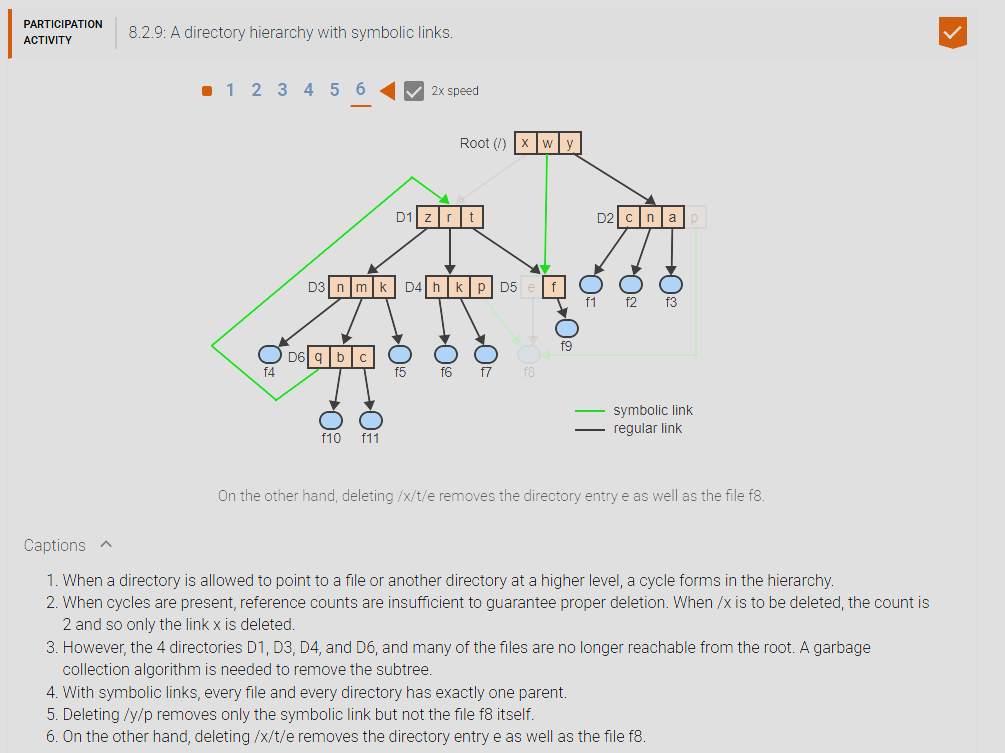 PARTICIPATION
ACTIVITY
8.2.9: A directory hierarchy with symbolic links.
1 2 3 4 5 6 2x speed
Root (/) x w y
D1 z r t D2 c n a p
D3 n m k D4 h k p D5 e f
f1 f2 f3
f9
D6 q b c
f4 f5 f6 f7 f8
symbolic link
regular link
f10 f11
On the other hand, deleting /x/t/e removes the directory entry e as well as the file f8.
Captions
1. When a directory is allowed to point to a file or another directory at a higher level, a cycle forms in the hierarchy.
2. When cycles are present, reference counts are insufficient to guarantee proper deletion. When /x is to be deleted, the count is
2 and so only the link x is deleted.
3. However, the 4 directories D1, D3, D4, and D6, and many of the files are no longer reachable from the root. A garbage
collection algorithm is needed to remove the subtree.
4. With symbolic links, every file and every directory has exactly one parent.
5. Deleting /y/p removes only the symbolic link but not the file f8 itself.
6. On the other hand, deleting /x/t/e removes the directory entry e as well as the file f8.